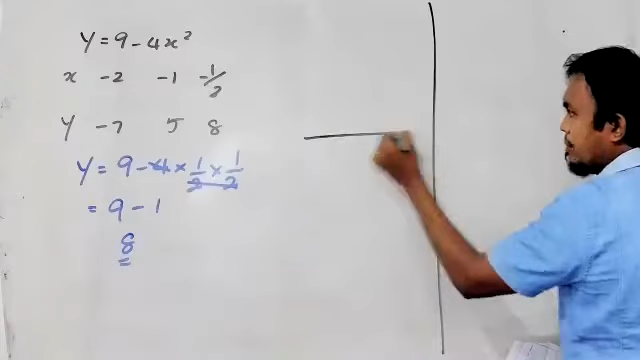 y = 9 - 4x²
x -2 -1 -1/2
y -7 5 8
y = 9 - 4 × 1/2 × 1/2
= 9 - 1
8